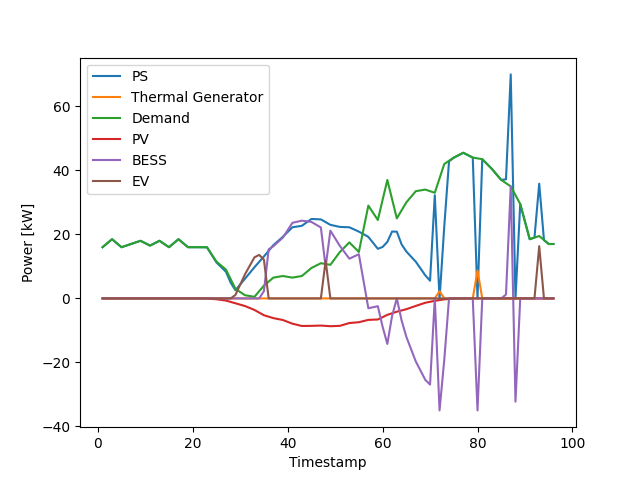 PS
Thermal Generator
Demand
PV
BESS
EV
Power [kW]
60
40
20
0
−20
−40
0 20 40 60 80 100
Timestamp